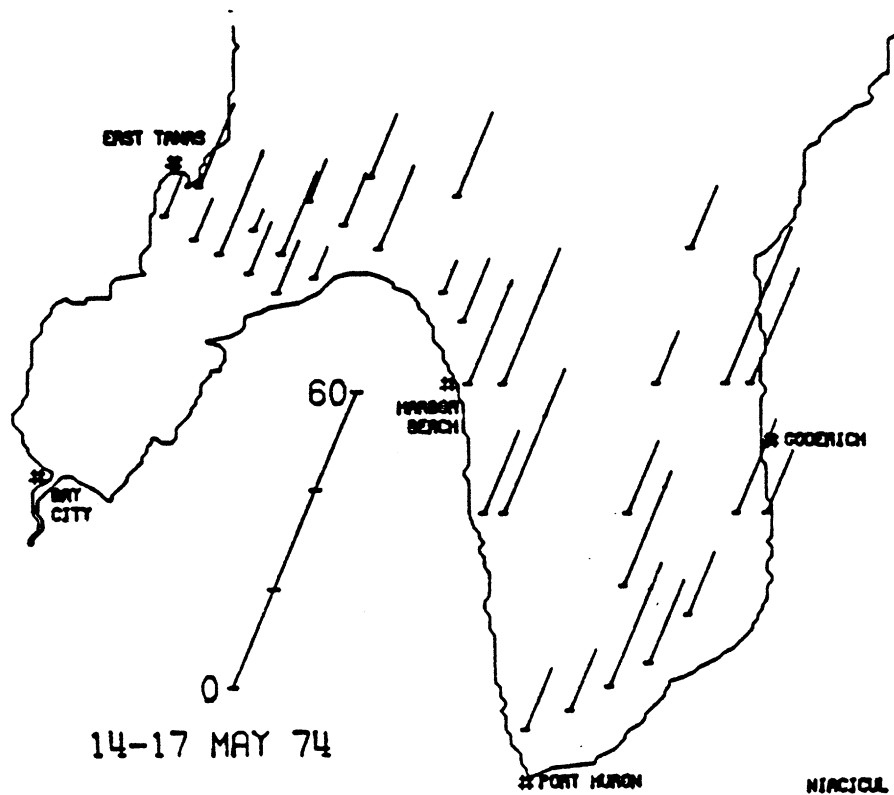 EAST TAWAS
60
HARBOR
BEACH
GODERICH
BAY
CITY
0
14-17 MAY 74
PORT HURON